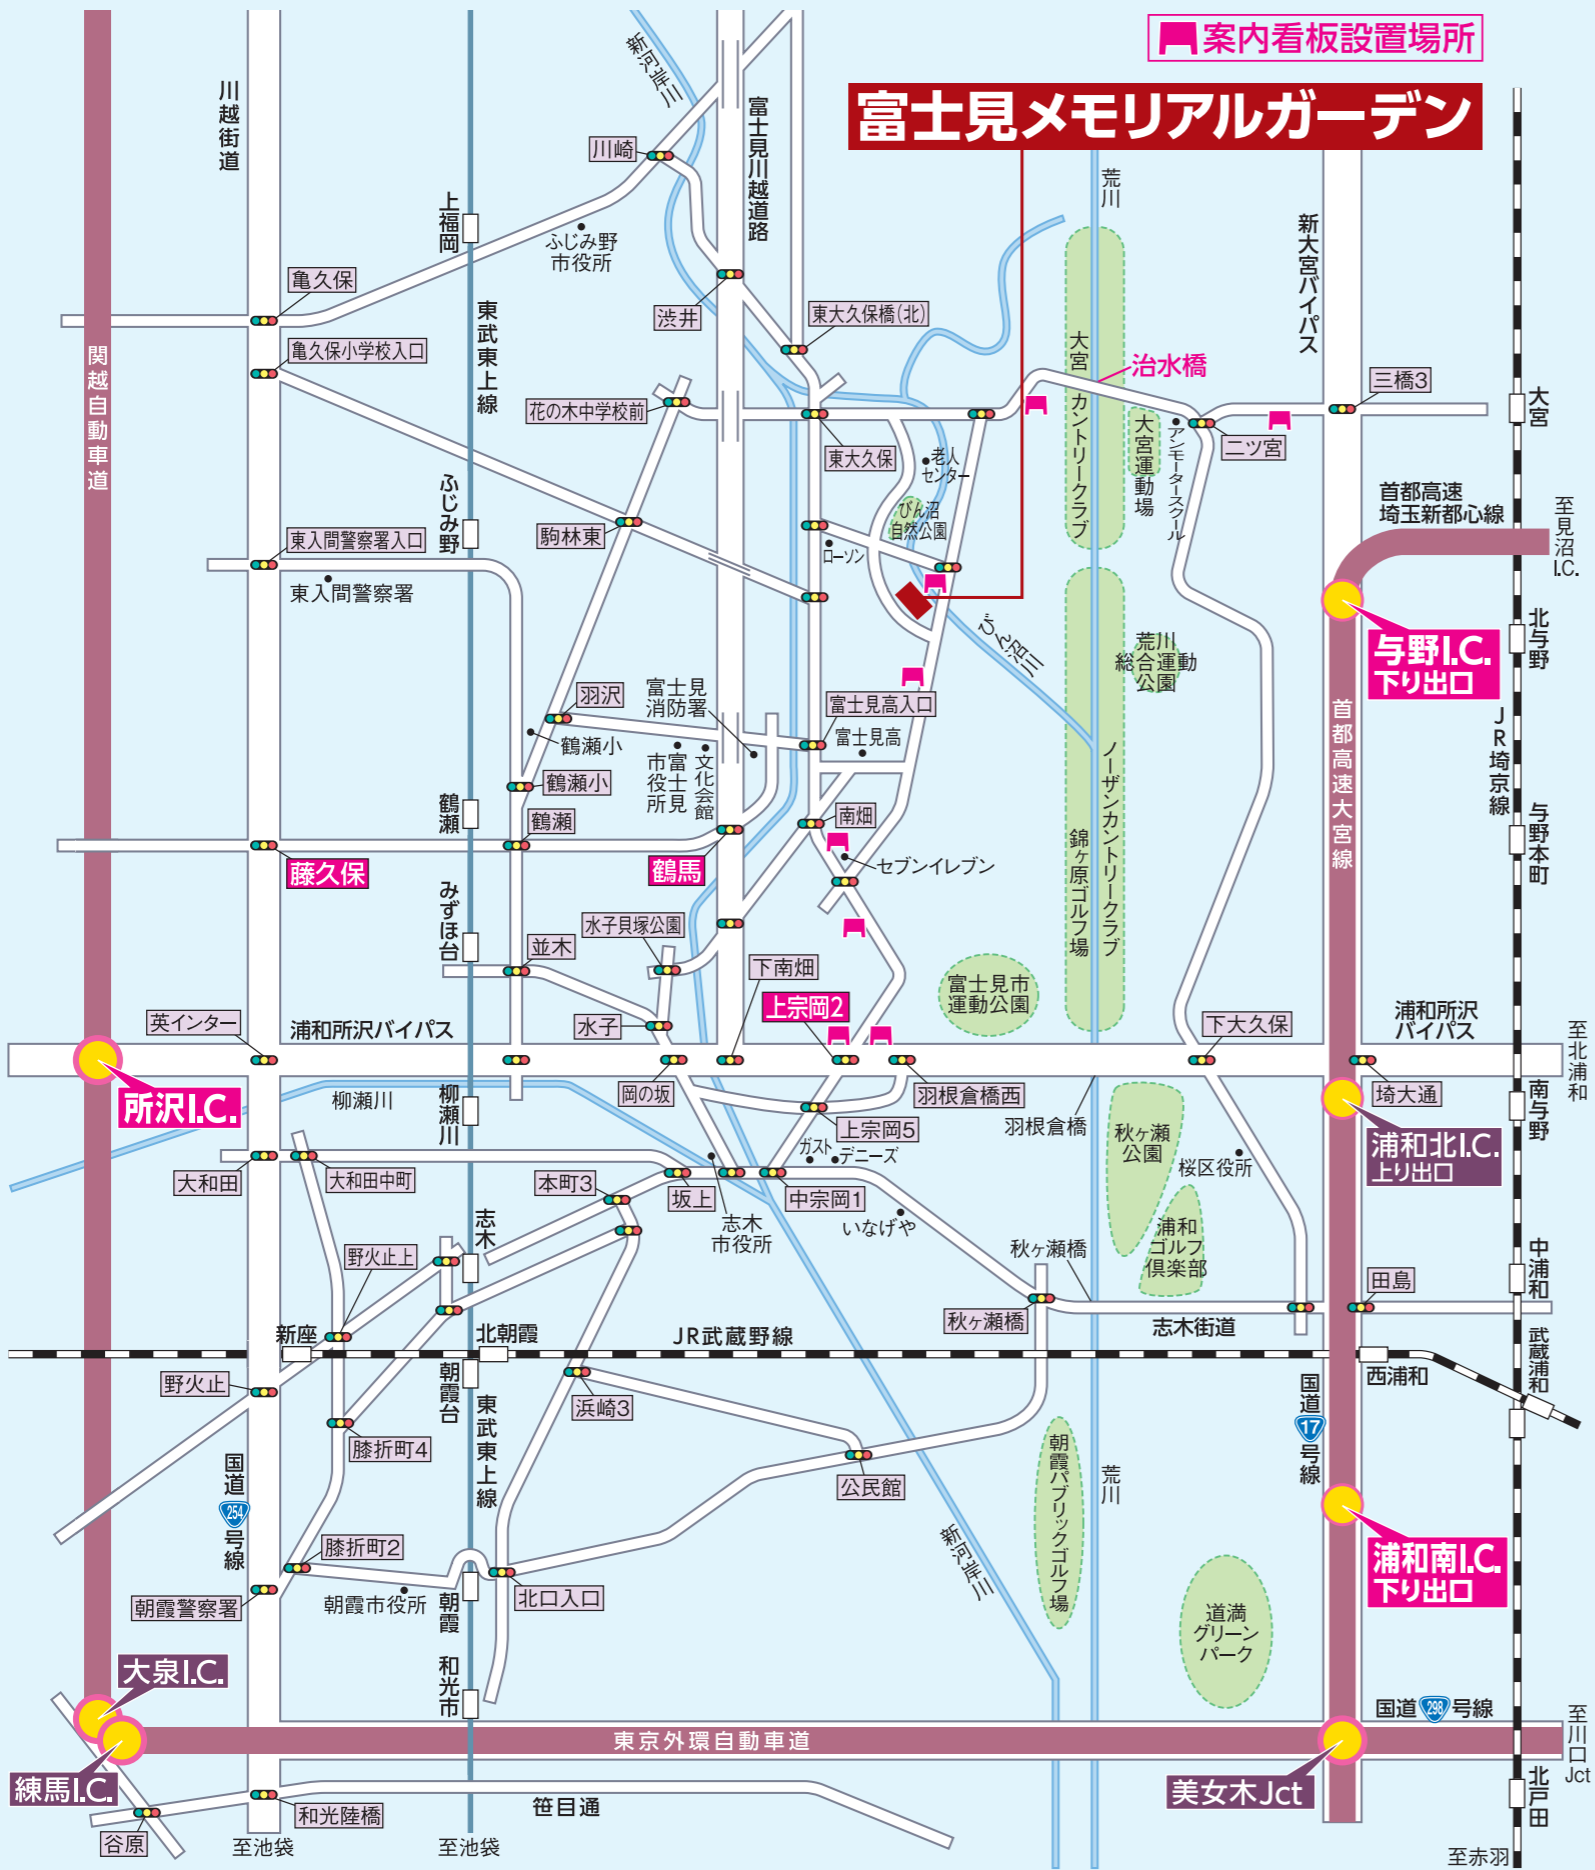 案内看板設置場所
富士見メモリアルガーデン
川越街道
新河岸川
富士見川越道路
川崎
荒川
上福岡
ふじみ野
市役所
新大宮バイパス
亀久保
渋井
東大久保橋(北)
東武東上線
亀久保小学校入口
関越自動車道
大宮カントリークラブ
治水橋
三橋3
大宮
花の木中学校前
東大久保
老人
センター
大宮運動場
アンモータースクール
二ツ宮
ふじみ野
首都高速
埼玉新都心線
至見沼I.C.
駒林東
びん沼
自然公園
東入間警察署入口
ローソン
東入間警察署
びん沼川
荒川
総合運動
公園
北与野
与野I.C.
下り出口
羽沢
富士見
消防署
富士見高入口
首都高速大宮線
JR埼京線
鶴瀬小
富士見高
富士見
市役所
文化会館
鶴瀬小
ノーザンカントリークラブ
錦ヶ原ゴルフ場
鶴瀬
鶴瀬
南畑
与野本町
藤久保
鶴馬
セブンイレブン
みずほ台
水子貝塚公園
並木
下南畑
富士見市
運動公園
上宗岡2
英インター
浦和所沢バイパス
水子
下大久保
浦和所沢
バイパス
至北浦和
所沢I.C.
柳瀬川
柳瀬川
岡の坂
羽根倉橋西
羽根倉橋
埼大通
南与野
上宗岡5
秋ヶ瀬
公園
浦和北I.C.
上り出口
ガスト
デニーズ
桜区役所
大和田
大和田中町
本町3
坂上
中宗岡1
志木
志木
市役所
いなげや
浦和
ゴルフ
倶楽部
野火止上
秋ヶ瀬橋
中浦和
田島
秋ヶ瀬橋
志木街道
新座
北朝霞
JR武蔵野線
武蔵浦和
野火止
朝霞台
西浦和
浜崎3
東武東上線
国道17号線
膝折町4
朝霞パブリックゴルフ場
荒川
国道254号線
公民館
新河岸川
浦和南I.C.
下り出口
膝折町2
朝霞警察署
朝霞市役所
朝霞
北口入口
道満
グリーン
パーク
大泉I.C.
和光市
国道298号線
至川口Jct
東京外環自動車道
練馬I.C.
美女木Jct
北戸田
笹目通
和光陸橋
谷原
至池袋
至池袋
至赤羽